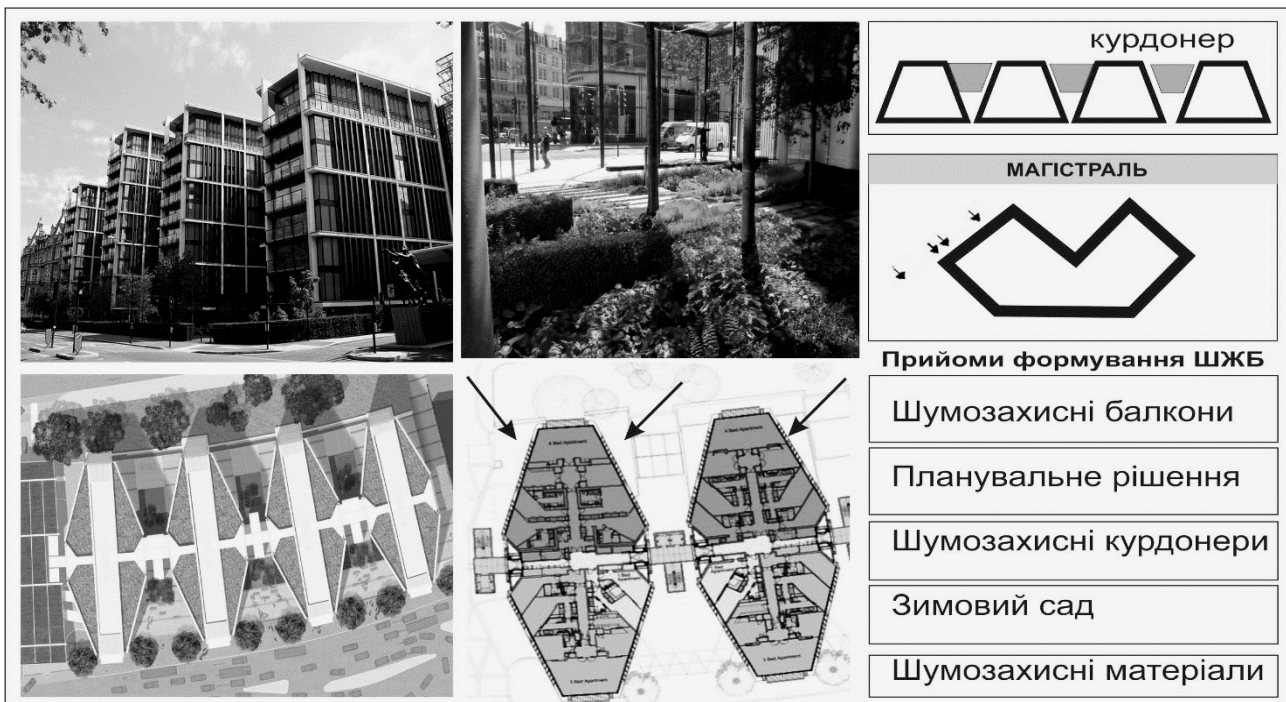 курдонер
МАГІСТРАЛЬ
Прийоми формування ШЖБ
Шумозахисні балкони
Планувальне рішення
Шумозахисні курдонери
Зимовий сад
Шумозахисні матеріали